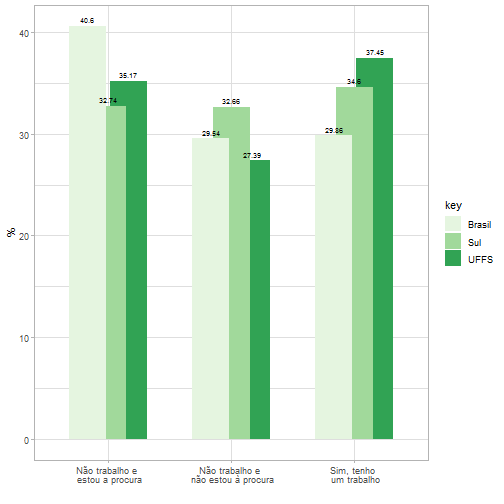 40.6
37.45
35.17
34.6
32.74
32.66
29.54
29.86
27.39
40
30
20
10
0
%
Não trabalho e
estou a procura
Não trabalho e
não estou à procura
Sim, tenho
um trabalho
key
Brasil
Sul
UFFS